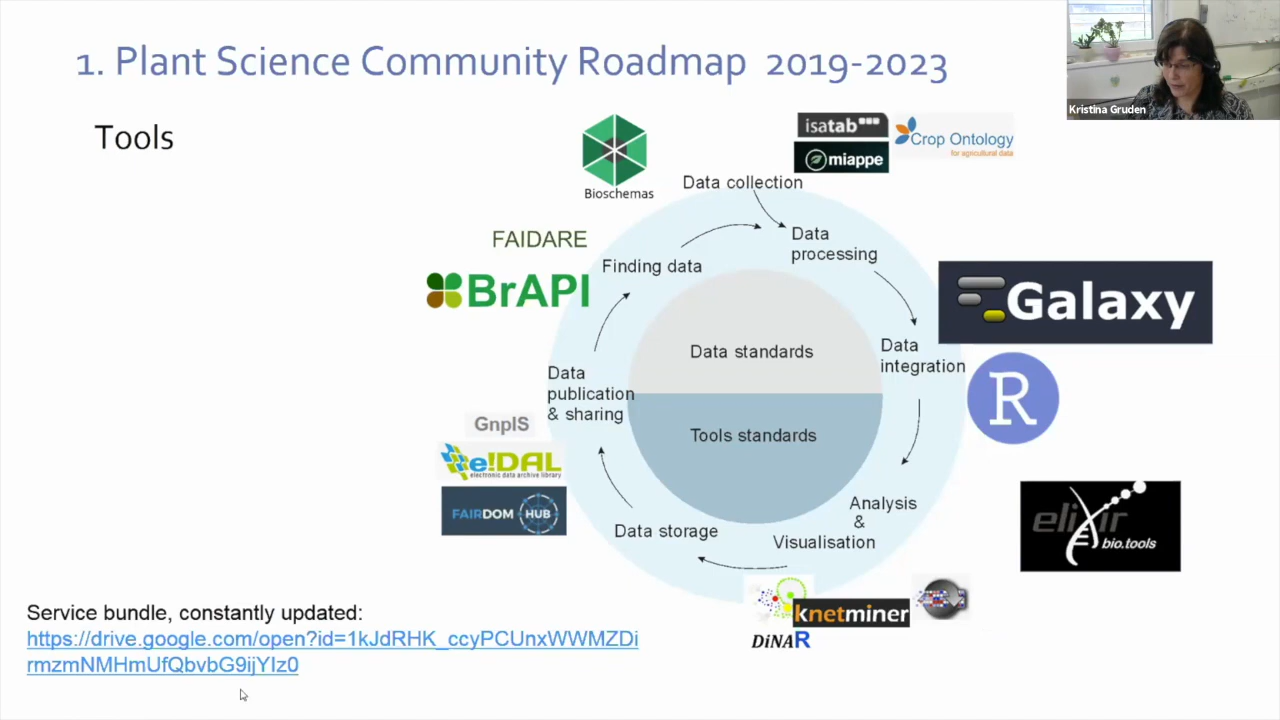 1. Plant Science Community Roadmap 2019-2023
Kristina Gruden
Tools
Bioschemas
isatab
miappe
Crop Ontology
for agricultural data
Data collection
Data
processing
FAIDARE
BrAPI
Finding data
Galaxy
Data standards
Data
integration
R
Data
publication
& sharing
Tools standards
GnpIS
e!DAL
electronic data archive library
FAIRDOM HUB
Data storage
Analysis
&
Visualisation
elixir
bio.tools
knetminer
DiNAR
Service bundle, constantly updated:
https://drive.google.com/open?id=1kJdRHK_ccyPCUnxWWMZDi
rmzmNMHmUfQbvbG9ijYIz0